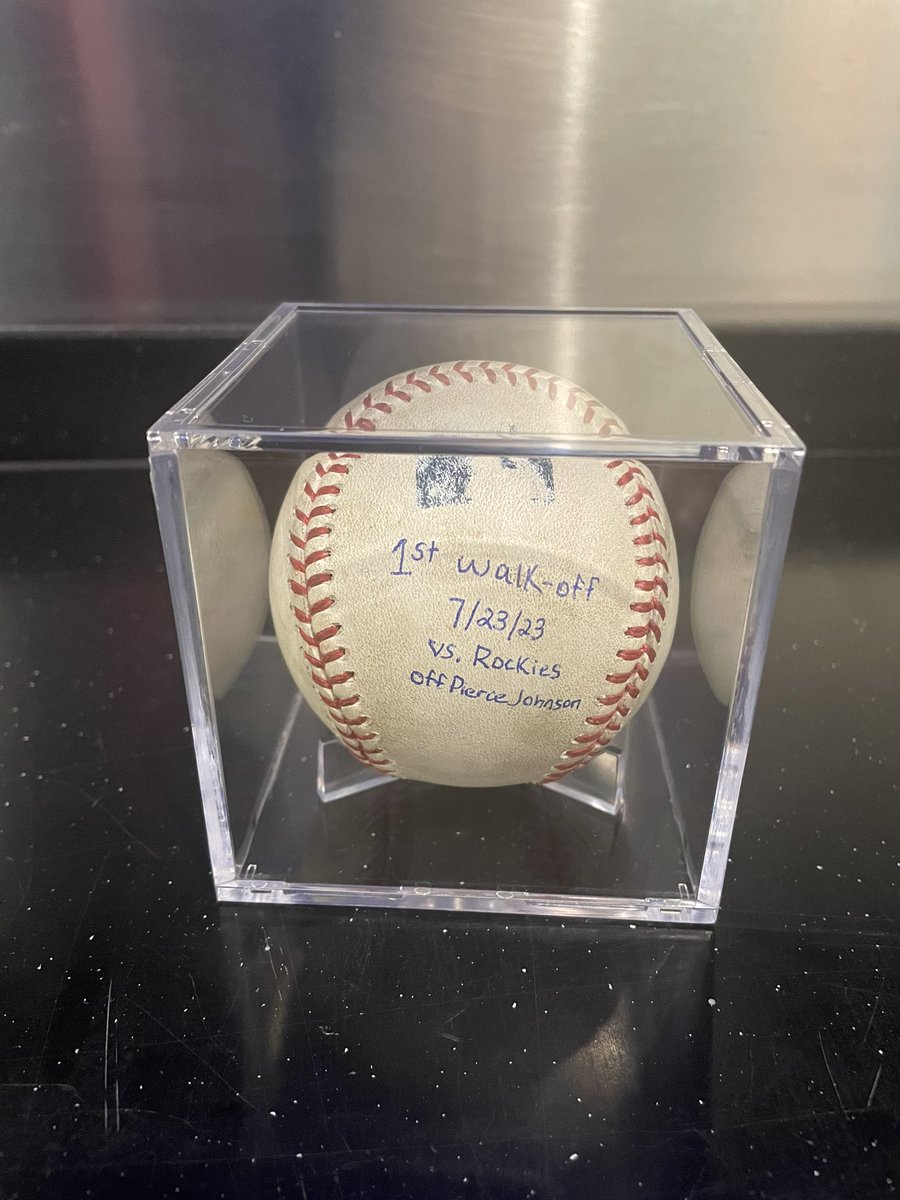 1st walk-off
7/23/23
vs. Rockies
off Pierce Johnson